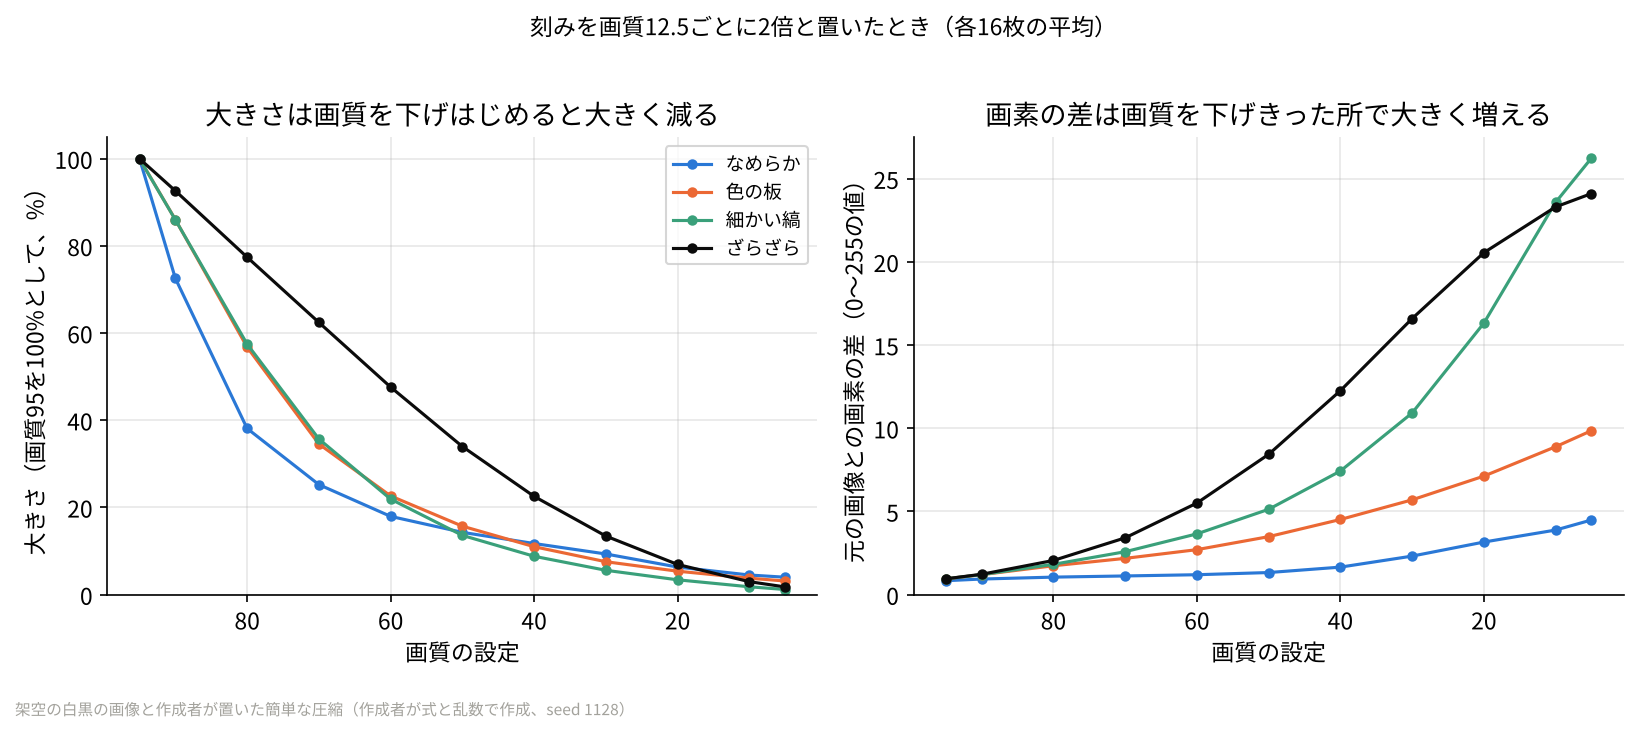 刻みを画質12.5ごとに2倍と置いたとき（各16枚の平均）
大きさは画質を下げはじめると大きく減る
大きさ（画質95を100%として、%）
100
80
60
40
20
0
80
60
40
20
画質の設定
なめらか
色の板
細かい縞
ざらざら
画素の差は画質を下げきった所で大きく増える
元の画像との画素の差（0〜255の値）
25
20
15
10
5
0
80
60
40
20
画質の設定
架空の白黒の画像と作成者が置いた簡単な圧縮（作成者が式と乱数で作成、seed 1128）